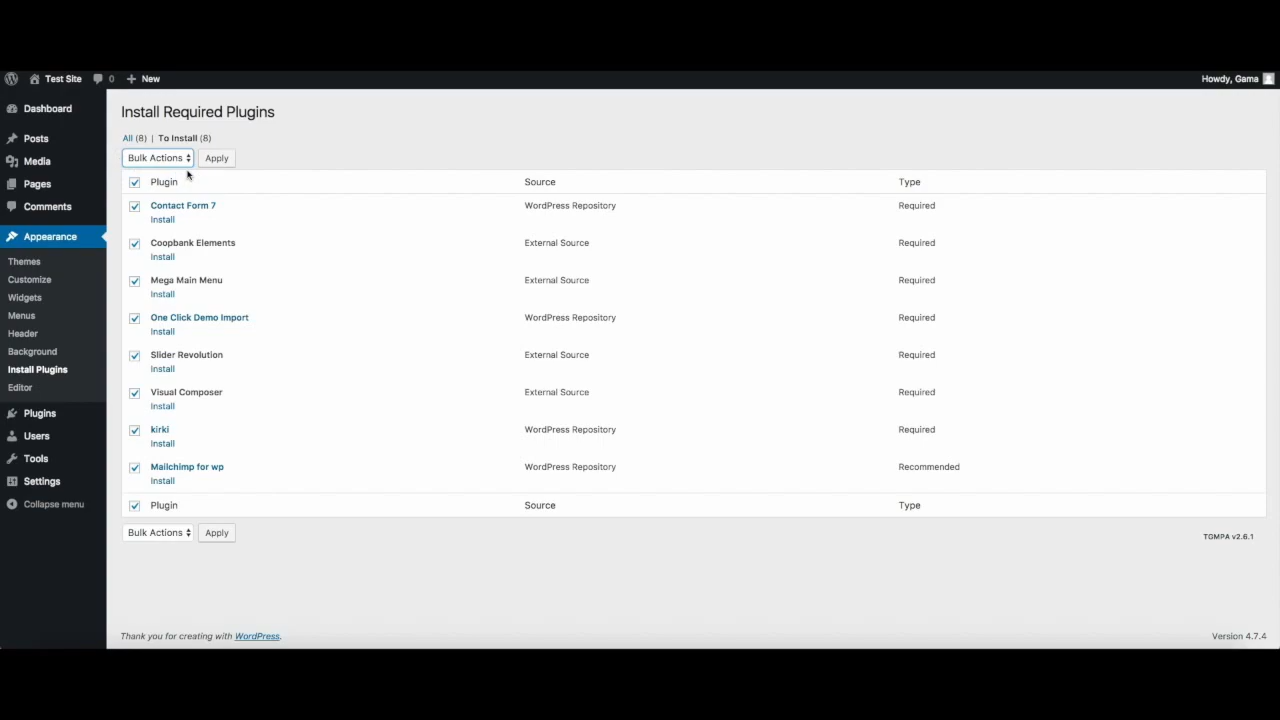 Test Site 0 New Howdy, Gama
Dashboard
Posts
Media
Pages
Comments
Appearance
Themes
Customize
Widgets
Menus
Header
Background
Install Plugins
Editor
Plugins
Users
Tools
Settings
Collapse menu
Install Required Plugins
All (8) | To Install (8)
Bulk Actions Apply
Plugin Source Type
Contact Form 7 WordPress Repository Required
Install
Coopbank Elements External Source Required
Install
Mega Main Menu External Source Required
Install
One Click Demo Import WordPress Repository Required
Install
Slider Revolution External Source Required
Install
Visual Composer External Source Required
Install
kirki WordPress Repository Required
Install
Mailchimp for wp WordPress Repository Recommended
Install
Plugin Source Type
Bulk Actions Apply
TGMPA v2.6.1
Thank you for creating with WordPress. Version 4.7.4